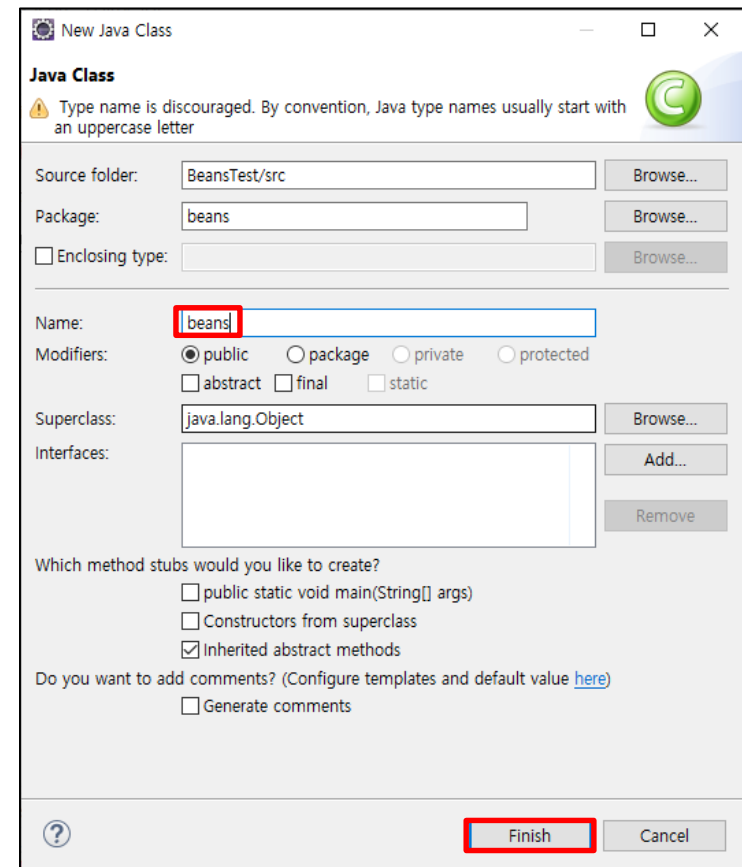 New Java Class
Java Class
Type name is discouraged. By convention, Java type names usually start with
an uppercase letter
Source folder: BeansTest/src Browse...
Package: beans Browse...
Enclosing type: Browse...
Name: beans
Modifiers: public package private protected
abstract final static
Superclass: java.lang.Object Browse...
Interfaces: Add...
Remove
Which method stubs would you like to create?
public static void main(String[] args)
Constructors from superclass
Inherited abstract methods
Do you want to add comments? (Configure templates and default value here)
Generate comments
? Finish Cancel